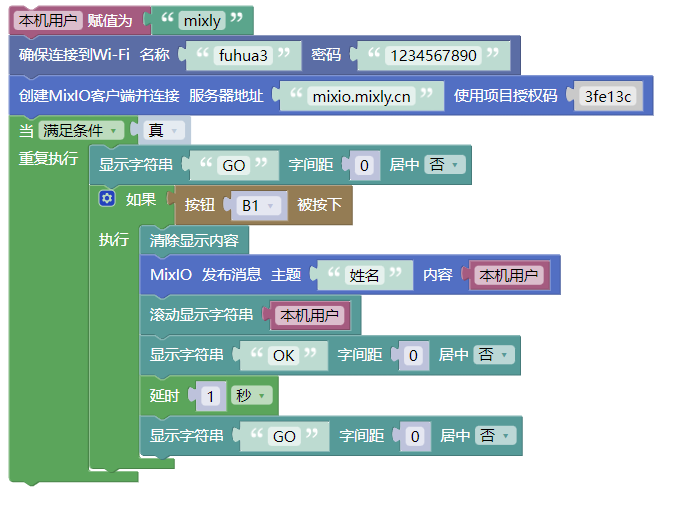 本机用户 赋值为 “ mixly ”
确保连接到Wi-Fi 名称 “ fuhua3 ” 密码 “ 1234567890 ”
创建MixIO客户端并连接 服务器地址 “ mixio.mixly.cn ” 使用项目授权码 3fe13c
当 满足条件 真
重复执行 显示字符串 “ GO ” 字间距 0 居中 否
如果 按钮 B1 被按下
执行 清除显示内容
MixIO 发布消息 主题 “ 姓名 ” 内容 本机用户
滚动显示字符串 本机用户
显示字符串 “ OK ” 字间距 0 居中 否
延时 1 秒
显示字符串 “ GO ” 字间距 0 居中 否